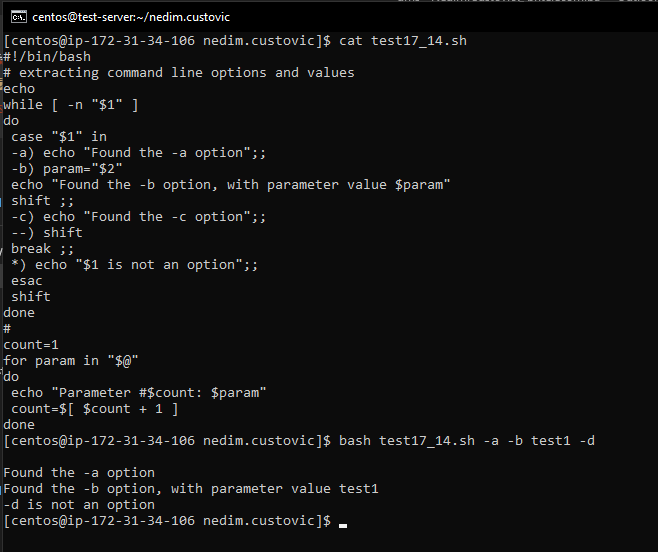 centos@test-server:~/nedim.custovic
[centos@ip-172-31-34-106 nedim.custovic]$ cat test17_14.sh
#!/bin/bash
# extracting command line options and values
echo
while [ -n "$1" ]
do
 case "$1" in
 -a) echo "Found the -a option";;
 -b) param="$2"
 echo "Found the -b option, with parameter value $param"
 shift ;;
 -c) echo "Found the -c option";;
 --) shift
 break ;;
 *) echo "$1 is not an option";;
 esac
 shift
done
#
count=1
for param in "$@"
do
 echo "Parameter #$count: $param"
 count=$[ $count + 1 ]
done
[centos@ip-172-31-34-106 nedim.custovic]$ bash test17_14.sh -a -b test1 -d

Found the -a option
Found the -b option, with parameter value test1
-d is not an option
[centos@ip-172-31-34-106 nedim.custovic]$